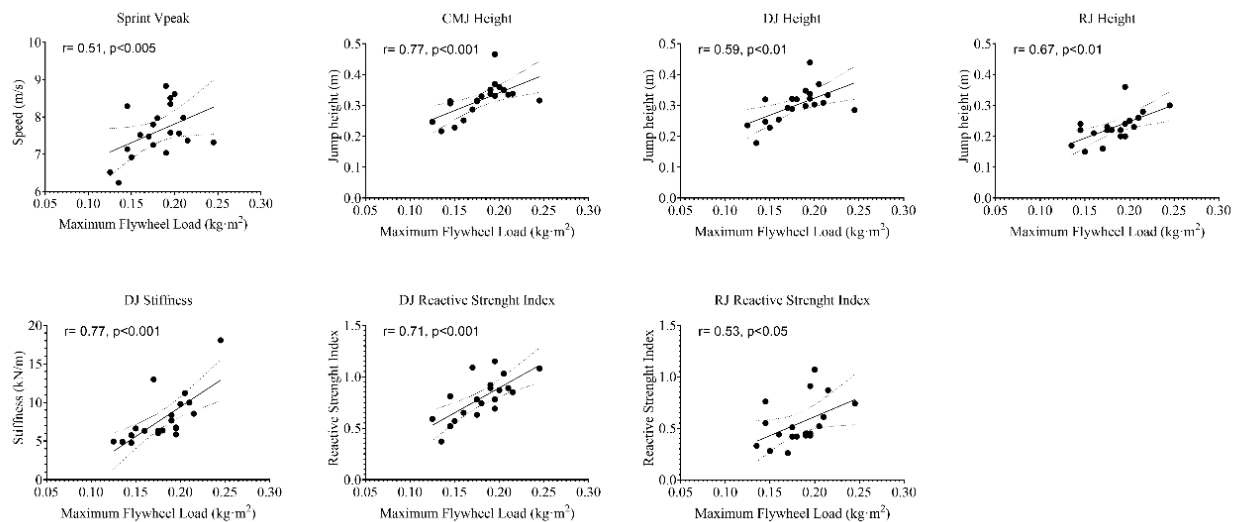 Sprint Vpeak
r= 0.51, p<0.005
Speed (m/s)
10
9
8
7
6
0.05 0.10 0.15 0.20 0.25 0.30
Maximum Flywheel Load (kg·m²)
CMJ Height
r= 0.77, p<0.001
Jump height (m)
0.5
0.4
0.3
0.2
0.1
0.0
0.05 0.10 0.15 0.20 0.25 0.30
Maximum Flywheel Load (kg·m²)
DJ Height
r= 0.59, p<0.01
Jump height (m)
0.5
0.4
0.3
0.2
0.1
0.0
0.05 0.10 0.15 0.20 0.25 0.30
Maximum Flywheel Load (kg·m²)
RJ Height
r= 0.67, p<0.01
Jump height (m)
0.5
0.4
0.3
0.2
0.1
0.0
0.05 0.10 0.15 0.20 0.25 0.30
Maximum Flywheel Load (kg·m²)
DJ Stiffness
r= 0.77, p<0.001
Stiffness (kN/m)
20
15
10
5
0
0.05 0.10 0.15 0.20 0.25 0.30
Maximum Flywheel Load (kg·m²)
DJ Reactive Strenght Index
r= 0.71, p<0.001
Reactive Strenght Index
1.5
1.0
0.5
0.0
0.05 0.10 0.15 0.20 0.25 0.30
Maximum Flywheel Load (kg·m²)
RJ Reactive Strenght Index
r= 0.53, p<0.05
Reactive Strenght Index
1.5
1.0
0.5
0.0
0.05 0.10 0.15 0.20 0.25 0.30
Maximum Flywheel Load (kg·m²)